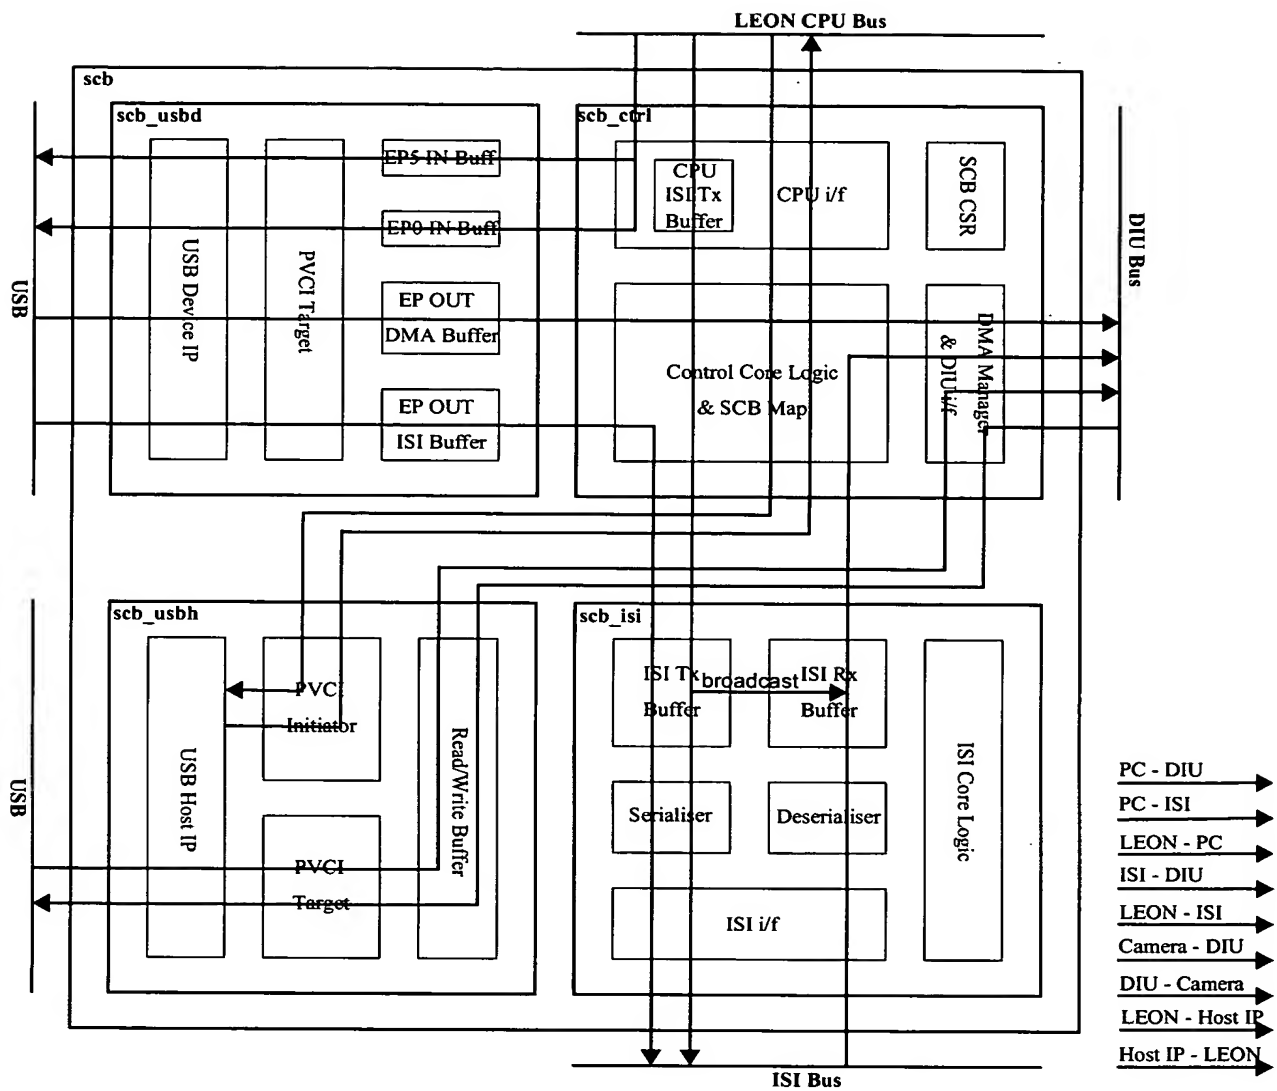 LEON CPU Bus
scb
scb_usbd
scb_ctrl
EP5 IN Buff
EP0 IN Buff
EP OUT
DMA Buffer
EP OUT
ISI Buffer
USB Device IP
PVCI Target
USB
CPU
ISI Tx
Buffer
CPU i/f
SCB CSR
Control Core Logic
& SCB Map
DMA Manager
& DIU i/f
DIU Bus
scb_usbh
scb_isi
PVCI
Initiator
PVCI
Target
USB Host IP
Read/Write Buffer
USB
ISI Tx
Buffer
broadcast
ISI Rx
Buffer
Serialiser
Deserialiser
ISI i/f
ISI Core Logic
PC - DIU
PC - ISI
LEON - PC
ISI - DIU
LEON - ISI
Camera - DIU
DIU - Camera
LEON - Host IP
Host IP - LEON
ISI Bus